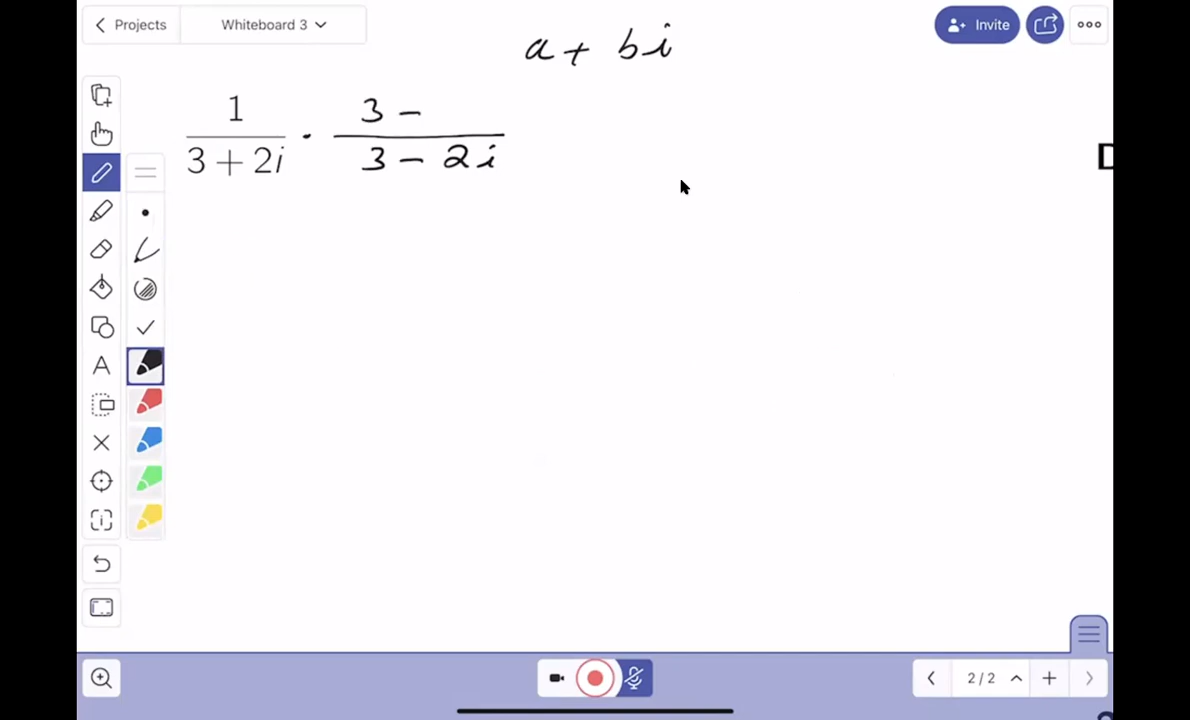 Projects
Whiteboard 3
Invite
a + bi
1 / 3 + 2i · 3 - / 3 - 2i
D
A
2 / 2